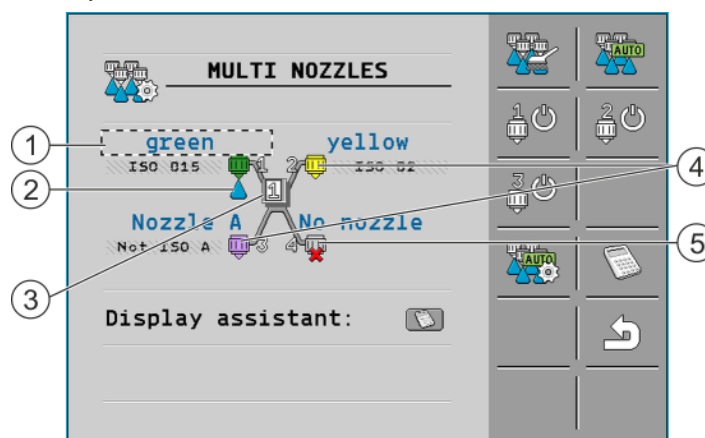 MULTI NOZZLES
AUTO
1 2
1 green yellow
ISO 015 1 2 ISO 02
4
2
1
3
Nozzle A No nozzle
5
Not ISO A 3 4
AUTO
3
Display assistant: